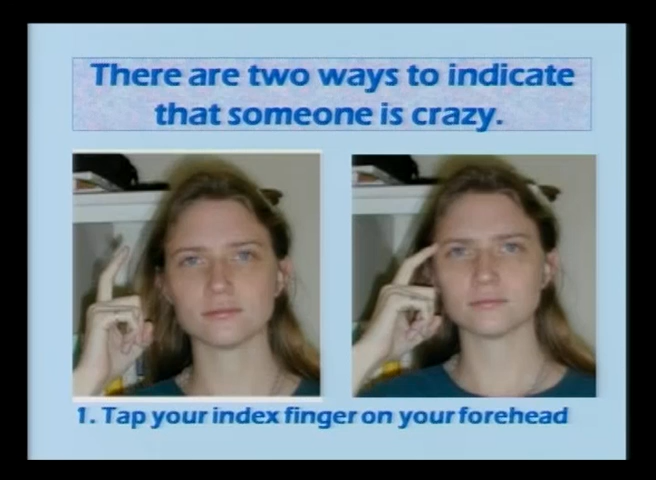 There are two ways to indicate
that someone is crazy.
1. Tap your index finger on your forehead